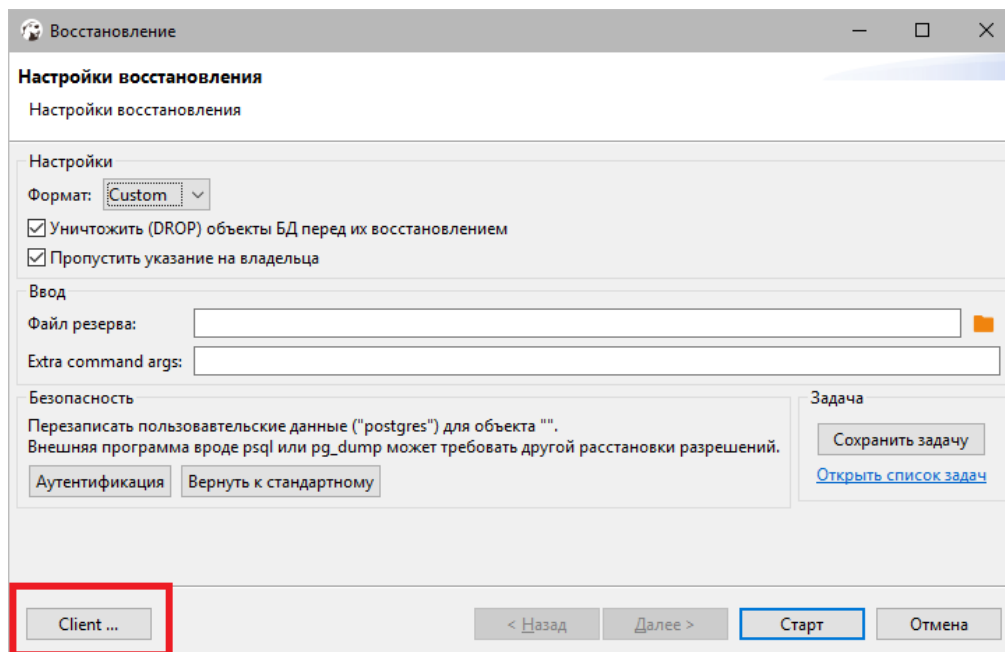 Восстановление
Настройки восстановления
Настройки восстановления
Настройки
Формат: Custom
Уничтожить (DROP) объекты БД перед их восстановлением
Пропустить указание на владельца
Ввод
Файл резерва:
Extra command args:
Безопасность
Перезаписать пользовавтельские данные ("postgres") для объекта "".
Внешняя программа вроде psql или pg_dump может требовать другой расстановки разрешений.
Аутентификация Вернуть к стандартному
Задача
Сохранить задачу
Открыть список задач
Client ... < Назад Далее > Старт Отмена